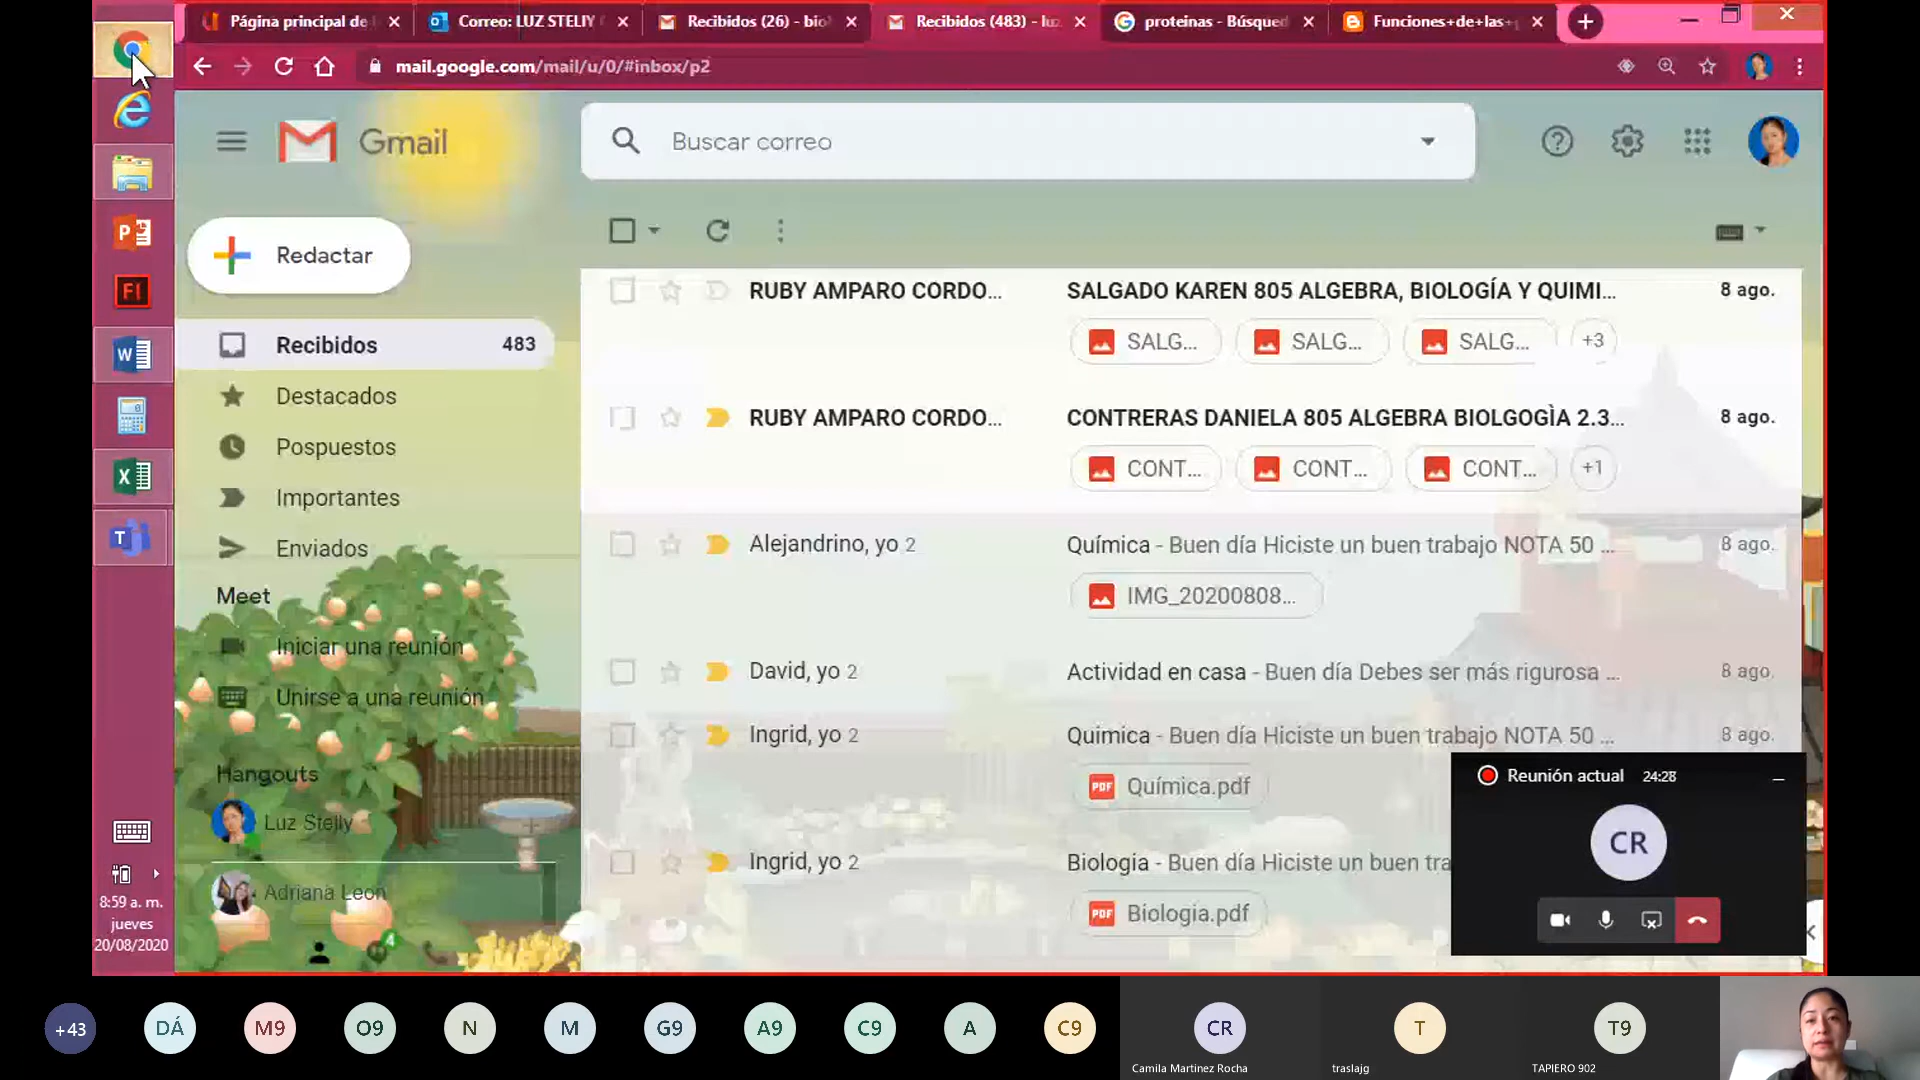 Página principal de
Correo: LUZ STELLY
Recibidos (26) - bio
Recibidos (483) - lu
proteinas - Búsqued
Funciones+de+las+
mail.google.com/mail/u/0/#inbox/p2
Gmail
Buscar correo
Redactar
Recibidos 483
Destacados
Pospuestos
Importantes
Enviados
Meet
Iniciar una reunión
Unirse a una reunión
Hangouts
Luz Stelly
Adriana Leon
4
RUBY AMPARO CORDO... SALGADO KAREN 805 ALGEBRA, BIOLOGÍA Y QUIMI... 8 ago.
SALG... SALG... SALG... +3
RUBY AMPARO CORDO... CONTRERAS DANIELA 805 ALGEBRA BIOLGOGÌA 2.3... 8 ago.
CONT... CONT... CONT... +1
Alejandrino, yo 2 Química - Buen día Hiciste un buen trabajo NOTA 50 ... 8 ago.
IMG_20200808...
David, yo 2 Actividad en casa - Buen día Debes ser más rigurosa ... 8 ago.
Ingrid, yo 2 Quimica - Buen día Hiciste un buen trabajo NOTA 50 ... 8 ago.
PDF Química.pdf
Ingrid, yo 2 Biologia - Buen día Hiciste un buen tra
PDF Biologia.pdf
Reunión actual 24:28
CR
8:59 a. m.
jueves
20/08/2020
+43 DÁ M9 O9 N M G9 A9 C9 A C9 CR T T9
Camila Martinez Rocha traslajg TAPIERO 902